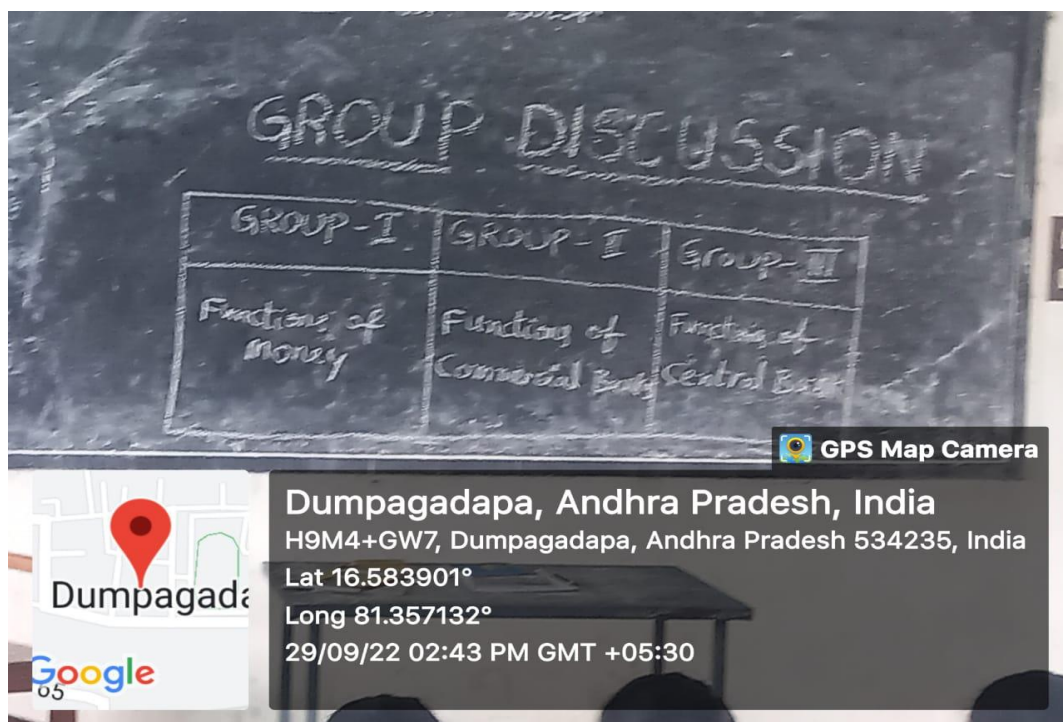 GROUP DISCUSSION
GROUP-I GROUP-II Group-III
Functions of Money
Functions of Commercial Bank
Functions of Central Bank
GPS Map Camera
Dumpagadapa, Andhra Pradesh, India
H9M4+GW7, Dumpagadapa, Andhra Pradesh 534235, India
Lat 16.583901°
Long 81.357132°
29/09/22 02:43 PM GMT +05:30
Dumpagada
Google